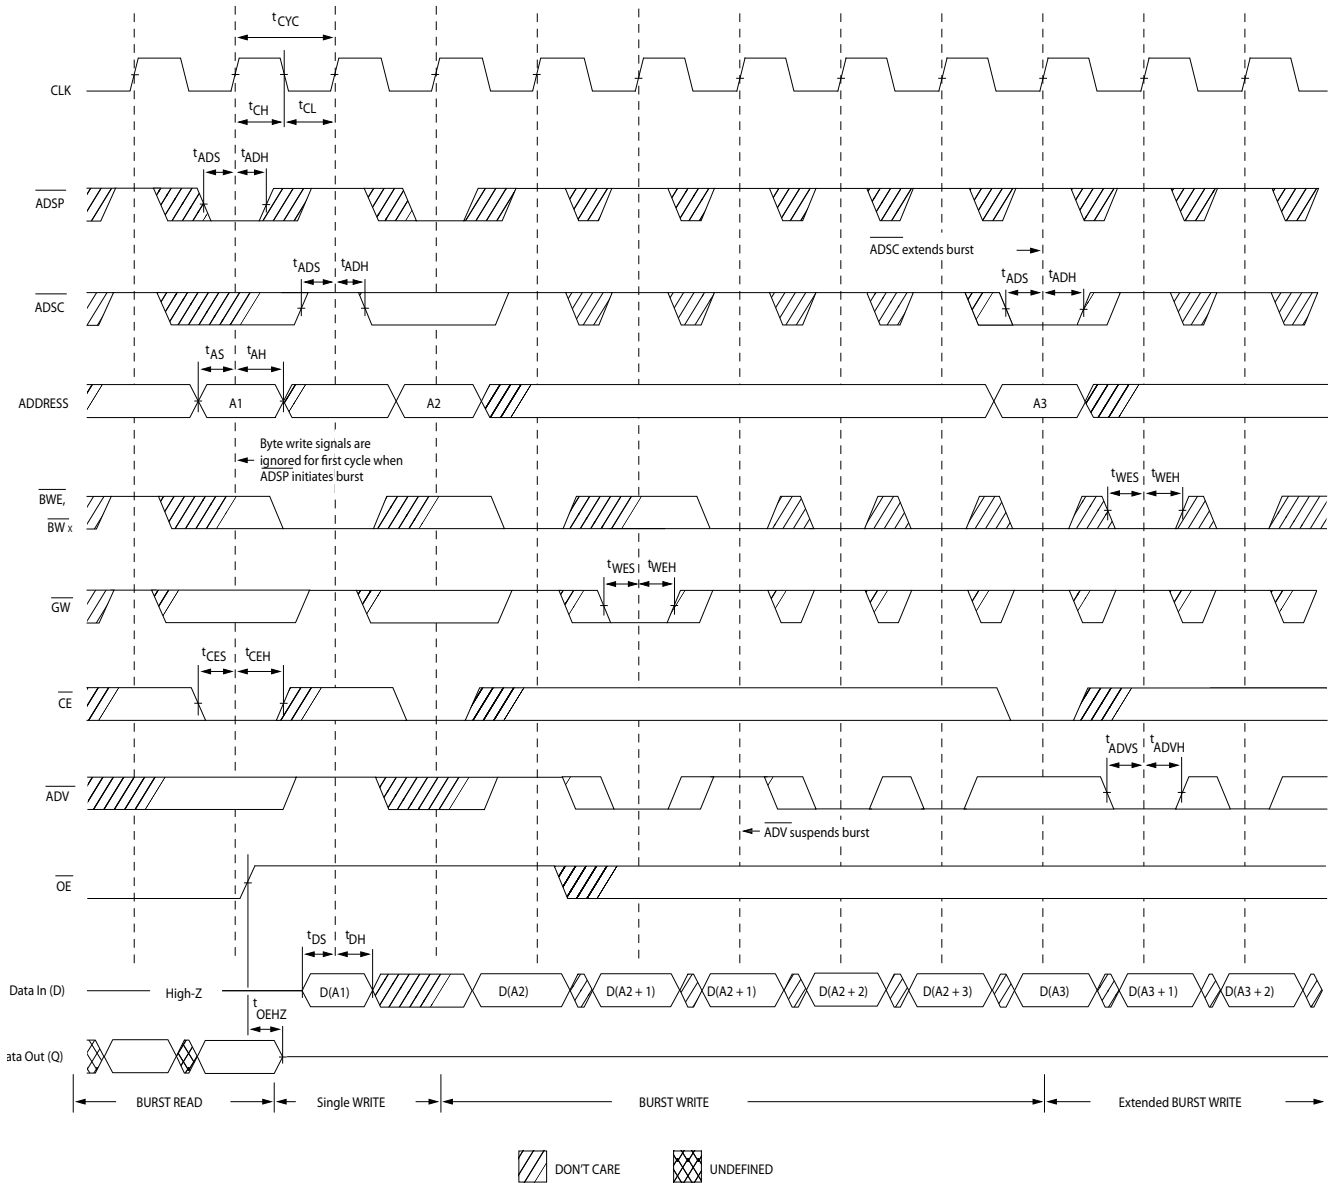 tCYC
CLK
tCH
tCL
tADS
tADH
ADSP
ADSC extends burst
tADS
tADH
tADS
tADH
ADSC
tAS
tAH
ADDRESS
A1
A2
A3
Byte write signals are
ignored for first cycle when
ADSP initiates burst
tWES
tWEH
BWE,
BW X
tWES
tWEH
GW
tCES
tCEH
CE
tADVS
tADVH
ADV
ADV suspends burst
OE
tDS
tDH
Data In (D)
High-Z
D(A1)
D(A2)
D(A2 + 1)
D(A2 + 1)
D(A2 + 2)
D(A2 + 3)
D(A3)
D(A3 + 1)
D(A3 + 2)
tOEHZ
ata Out (Q)
BURST READ
Single WRITE
BURST WRITE
Extended BURST WRITE
DON'T CARE
UNDEFINED